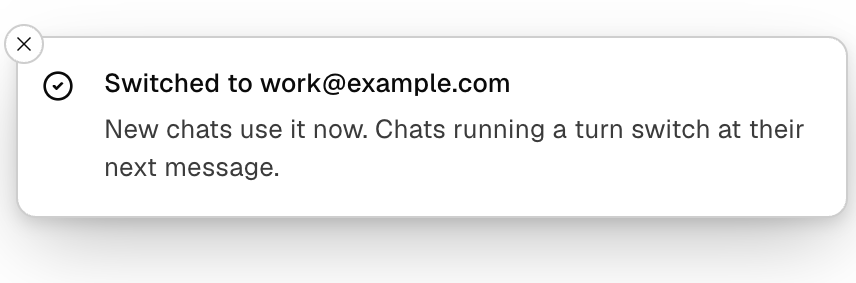 Switched to work@example.com
New chats use it now. Chats running a turn switch at their
next message.